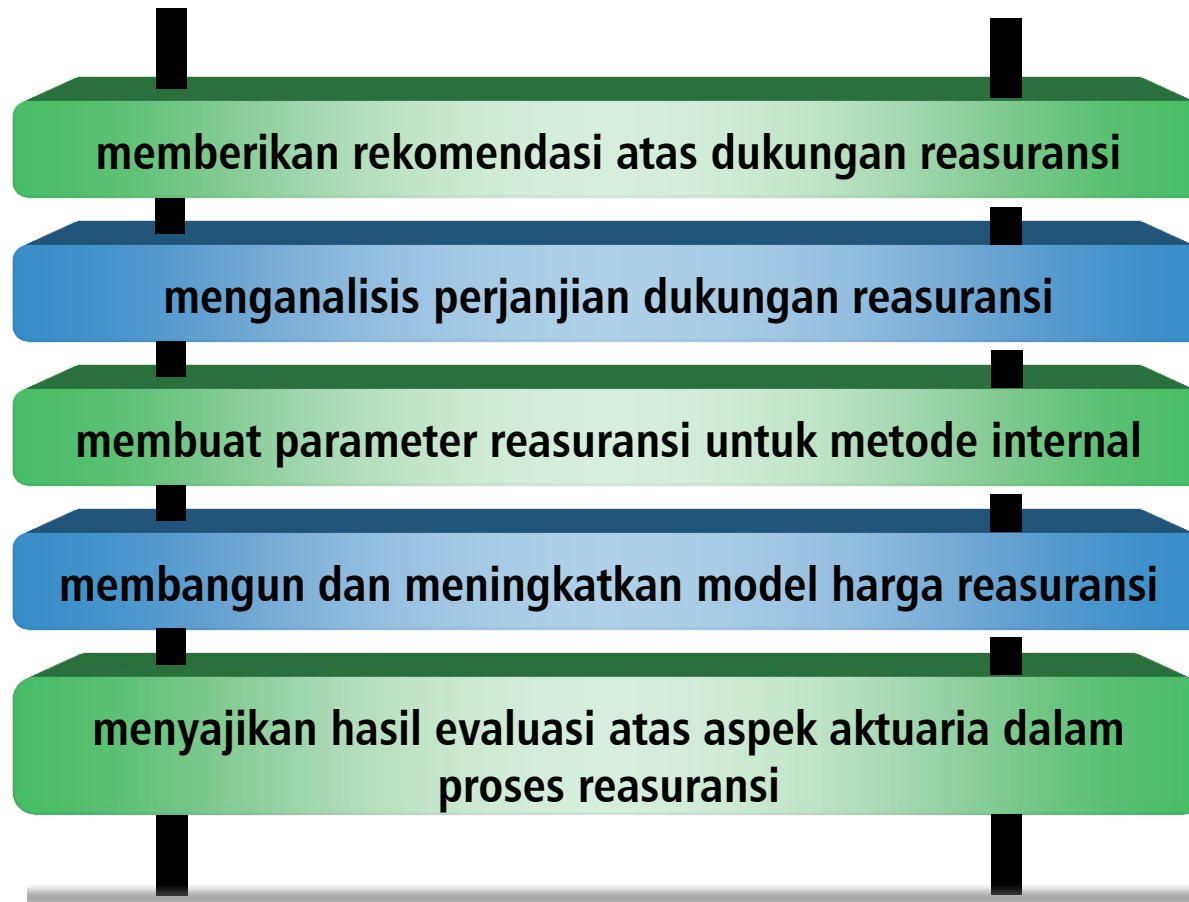 memberikan rekomendasi atas dukungan reasuransi
menganalisis perjanjian dukungan reasuransi
membuat parameter reasuransi untuk metode internal
membangun dan meningkatkan model harga reasuransi
menyajikan hasil evaluasi atas aspek aktuaria dalam
proses reasuransi